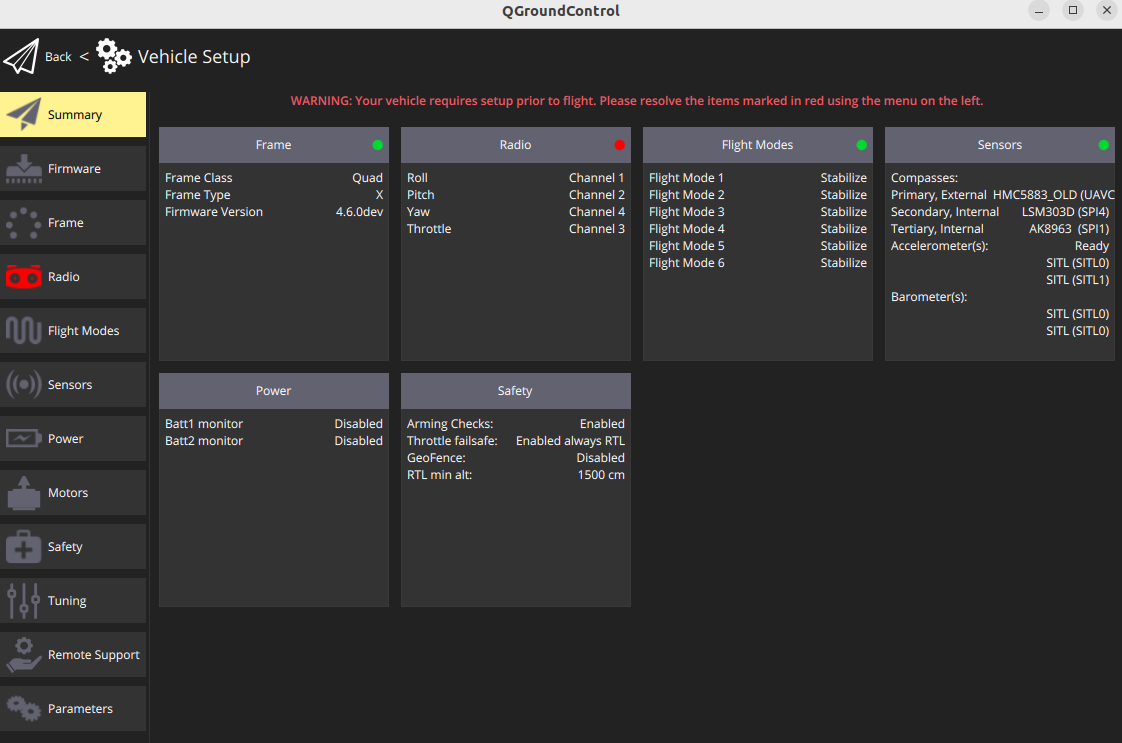 QGroundControl
Back < Vehicle Setup
WARNING: Your vehicle requires setup prior to flight. Please resolve the items marked in red using the menu on the left.
Summary
Firmware
Frame
Radio
Flight Modes
Sensors
Power
Motors
Safety
Tuning
Remote Support
Parameters
Frame
Frame Class Quad
Frame Type X
Firmware Version 4.6.0dev
Radio
Roll Channel 1
Pitch Channel 2
Yaw Channel 4
Throttle Channel 3
Flight Modes
Flight Mode 1 Stabilize
Flight Mode 2 Stabilize
Flight Mode 3 Stabilize
Flight Mode 4 Stabilize
Flight Mode 5 Stabilize
Flight Mode 6 Stabilize
Sensors
Compasses:
Primary, External HMC5883_OLD (UAVC
Secondary, Internal LSM303D (SPI4)
Tertiary, Internal AK8963 (SPI1)
Accelerometer(s): Ready
SITL (SITL0)
SITL (SITL1)
Barometer(s):
SITL (SITL0)
SITL (SITL0)
Power
Batt1 monitor Disabled
Batt2 monitor Disabled
Safety
Arming Checks: Enabled
Throttle failsafe: Enabled always RTL
GeoFence: Disabled
RTL min alt: 1500 cm